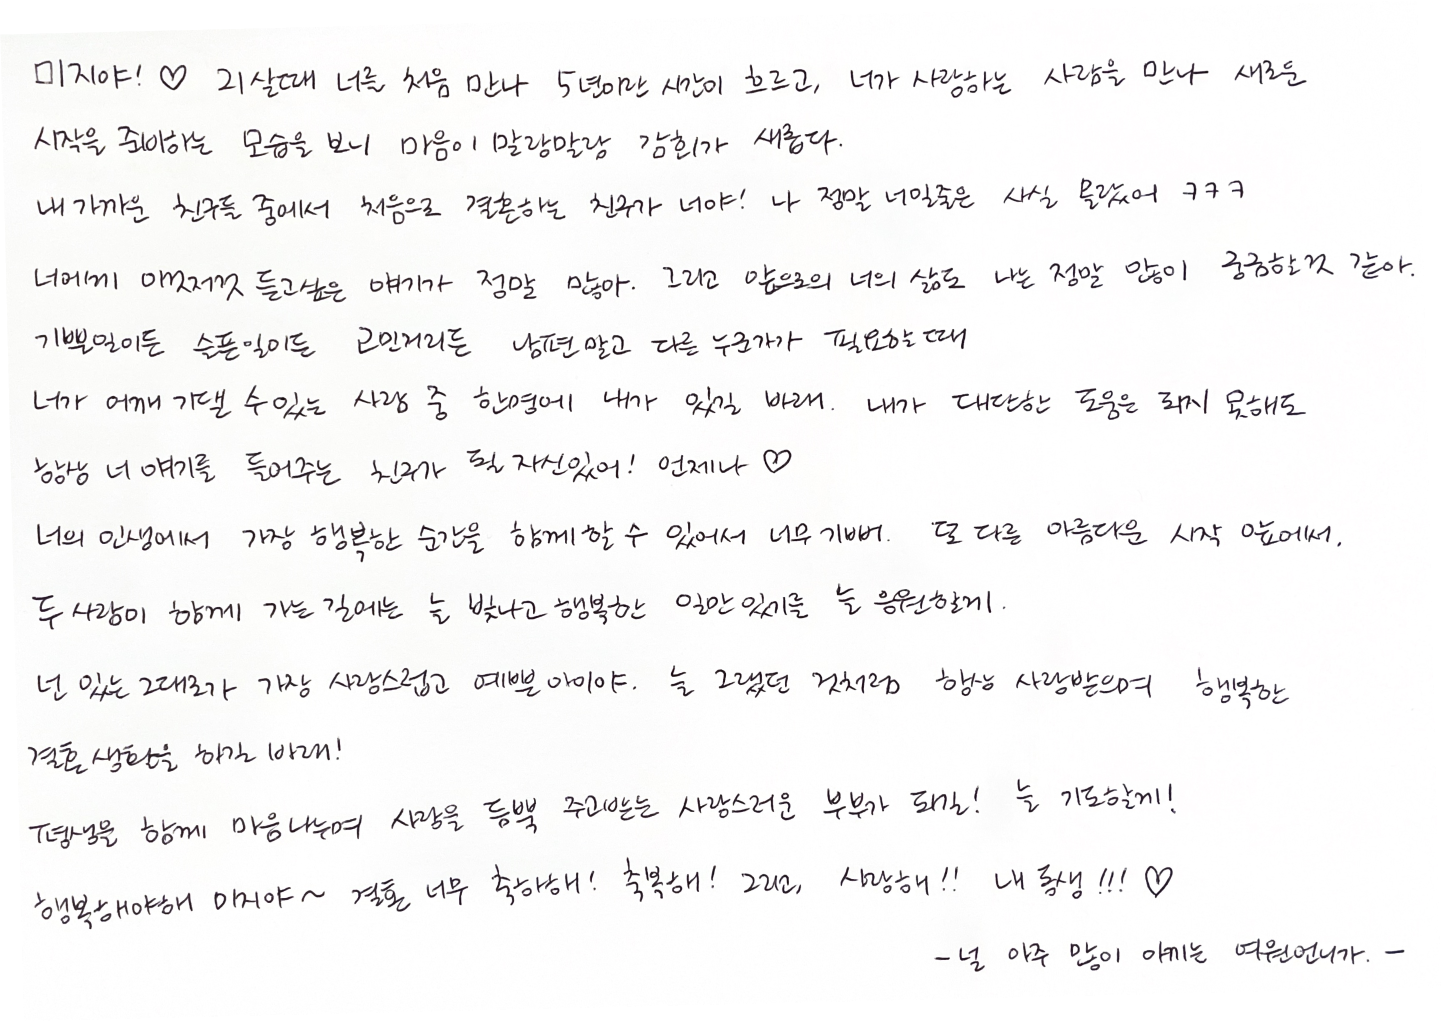 미지야! ♡ 21살때 너를 처음 만나 5년이란 시간이 흐르고, 너가 사랑하는 사람을 만나 새로운
시작을 준비하는 모습을 보니 마음이 말랑말랑 감회가 새롭다.
내 가까운 친구들 중에서 처음으로 결혼하는 친구가 너야! 나 정말 너일줄은 사실 몰랐어 ㅋㅋㅋ
너에게 이것저것 듣고싶은 얘기가 정말 많아. 그리고 앞으로의 너의 삶도 나는 정말 많이 궁금할것 같아.
기쁜일이든 슬픈일이든 고민거리든 남편 말고 다른 누군가가 필요하는때
너가 어깨 기댈 수 있는 사람 중 한명에 내가 있길 바래. 내가 대단한 도움은 되지 못해도
항상 너 얘기를 들어주는 친구가 될 자신있어! 언제나 ♡
너의 인생에서 가장 행복한 순간을 함께 할 수 있어서 너무 기뻐. 또 다른 아름다운 시작 앞에서,
두 사람이 함께 가는 길에는 늘 빛나고 행복한 일만 있기를 늘 응원할게.
넌 있는 그대로가 가장 사랑스럽고 예쁜 아이야. 늘 그랬던 것처럼 항상 사랑받으며 행복한
결혼 생활을 하길 바래!
평생을 함께 마음나누며 사랑을 듬뿍 주고받는 사랑스러운 부부가 되길! 늘 기도할게!
행복해야해 미지야~ 결혼 너무 축하해! 축복해! 그리고, 사랑해!! 내 동생!!! ♡
- 널 아주 많이 아끼는 여원언니가. -